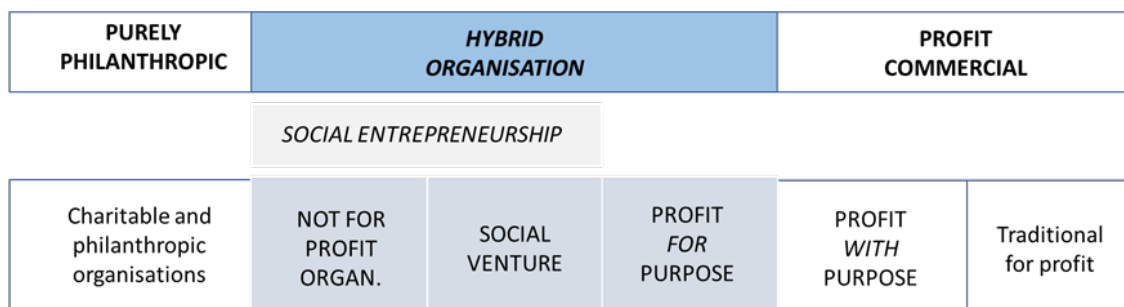 PURELY
PHILANTHROPIC
HYBRID
ORGANISATION
PROFIT
COMMERCIAL
SOCIAL ENTREPRENEURSHIP
Charitable and
philanthropic
organisations
NOT FOR
PROFIT
ORGAN.
SOCIAL
VENTURE
PROFIT
FOR
PURPOSE
PROFIT
WITH
PURPOSE
Traditional
for profit